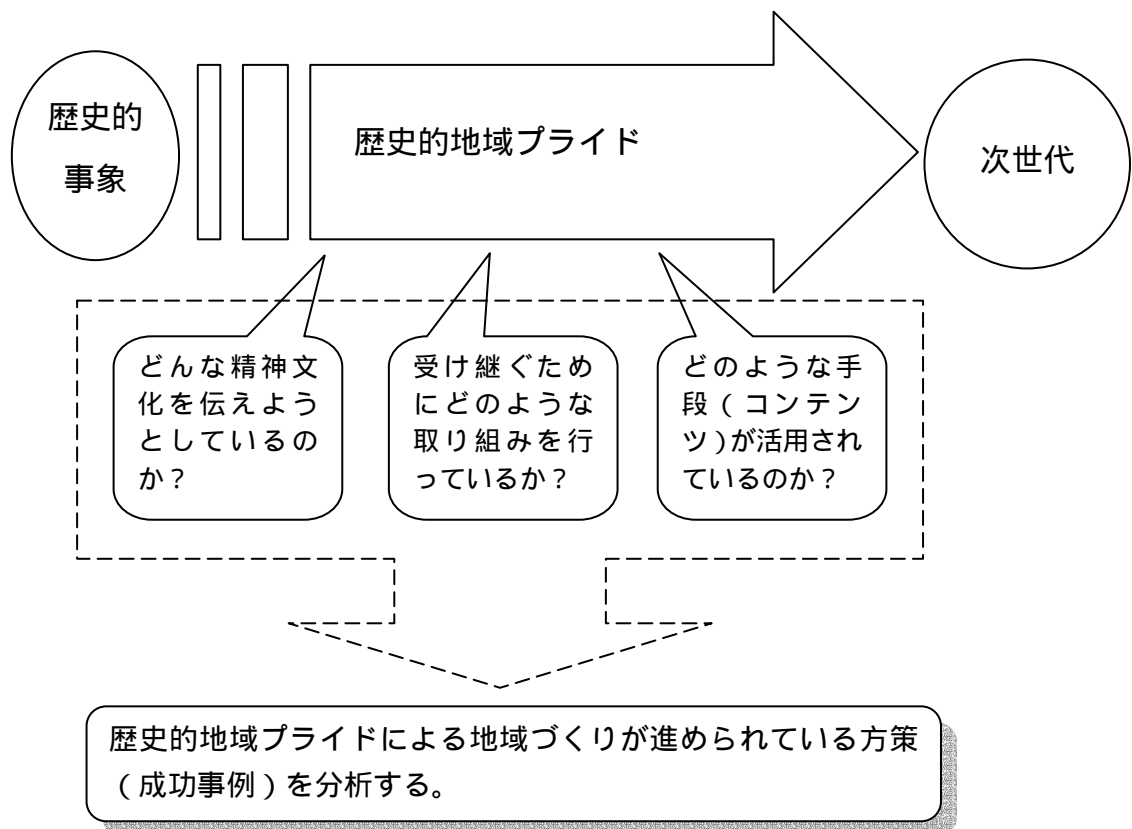 歴史的
事象
歴史的地域プライド
次世代
どんな精神文
化を伝えよう
としているの
か？
受け継ぐため
にどのような
取り組みを行
っているか？
どのような手
段（コンテン
ツ）が活用され
ているのか？
歴史的地域プライドによる地域づくりが進められている方策
（成功事例）を分析する。